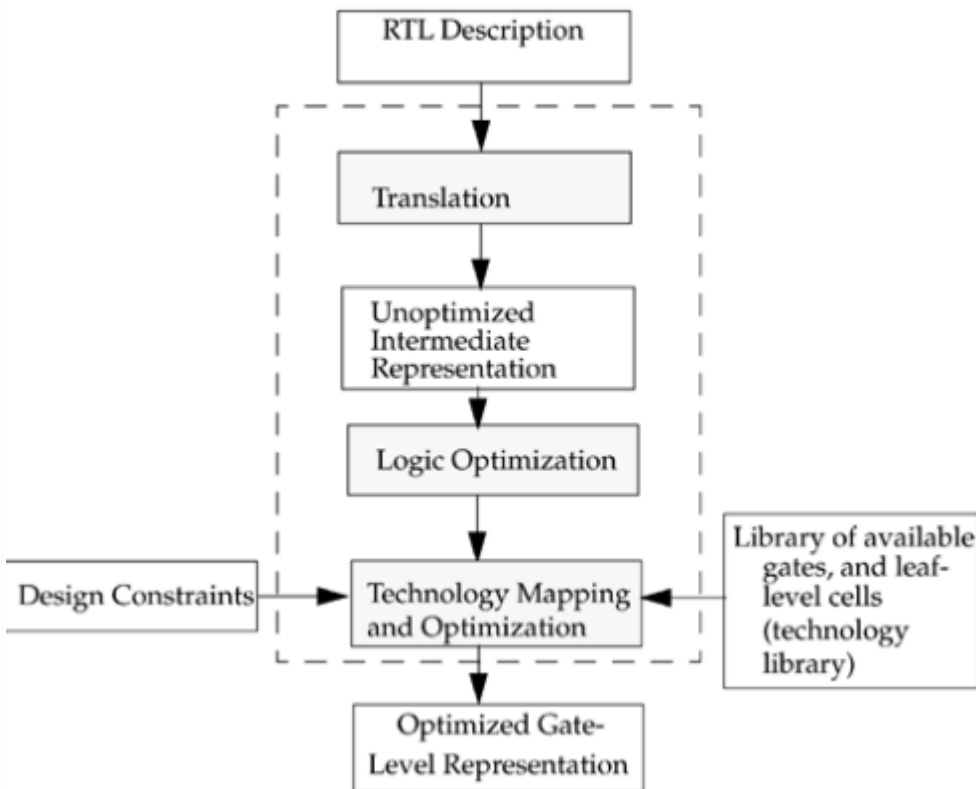 RTL Description
Translation
Unoptimized
Intermediate
Representation
Logic Optimization
Design Constraints
Technology Mapping
and Optimization
Library of available
gates, and leaf-
level cells
(technology
library)
Optimized Gate-
Level Representation